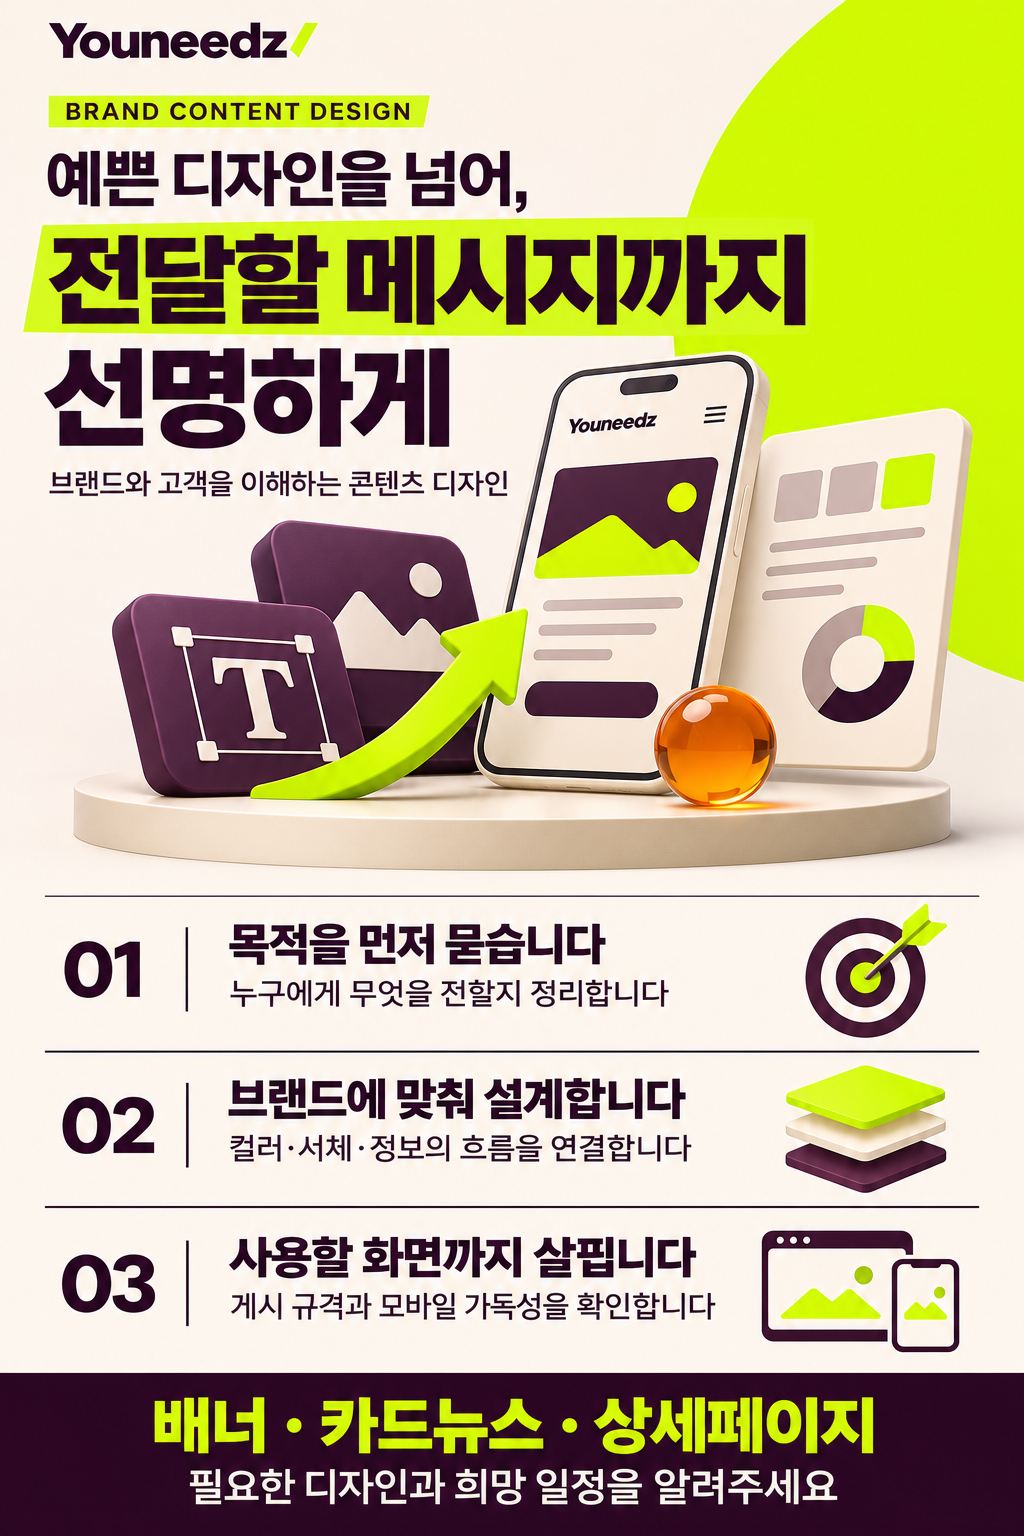 Youneedz
BRAND CONTENT DESIGN
예쁜 디자인을 넘어,
전달할 메시지까지
선명하게
브랜드와 고객을 이해하는 콘텐츠 디자인
Youneedz
T
01
목적을 먼저 묻습니다
누구에게 무엇을 전할지 정리합니다
02
브랜드에 맞춰 설계합니다
컬러·서체·정보의 흐름을 연결합니다
03
사용할 화면까지 살핍니다
게시 규격과 모바일 가독성을 확인합니다
배너 · 카드뉴스 · 상세페이지
필요한 디자인과 희망 일정을 알려주세요